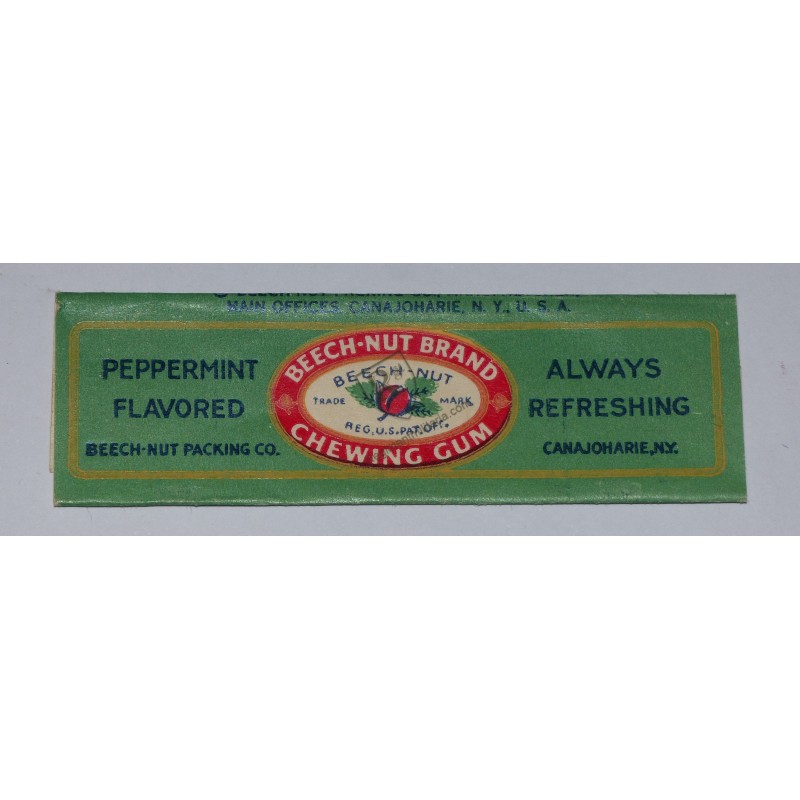 MAIN OFFICES, CANAJOHARIE, N. Y., U. S. A.
PEPPERMINT
FLAVORED
BEECH-NUT PACKING CO.
BEECH-NUT BRAND
BEECH-NUT
TRADE MARK
REG. U.S. PAT. OFF.
CHEWING GUM
ALWAYS
REFRESHING
CANAJOHARIE, N.Y.